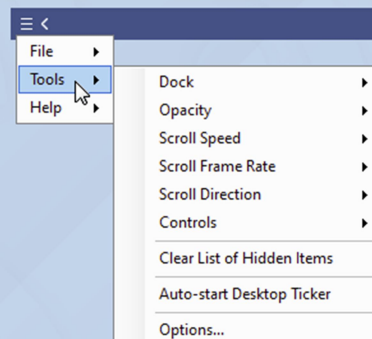 File
Tools
Help
Dock
Opacity
Scroll Speed
Scroll Frame Rate
Scroll Direction
Controls
Clear List of Hidden Items
Auto-start Desktop Ticker
Options...